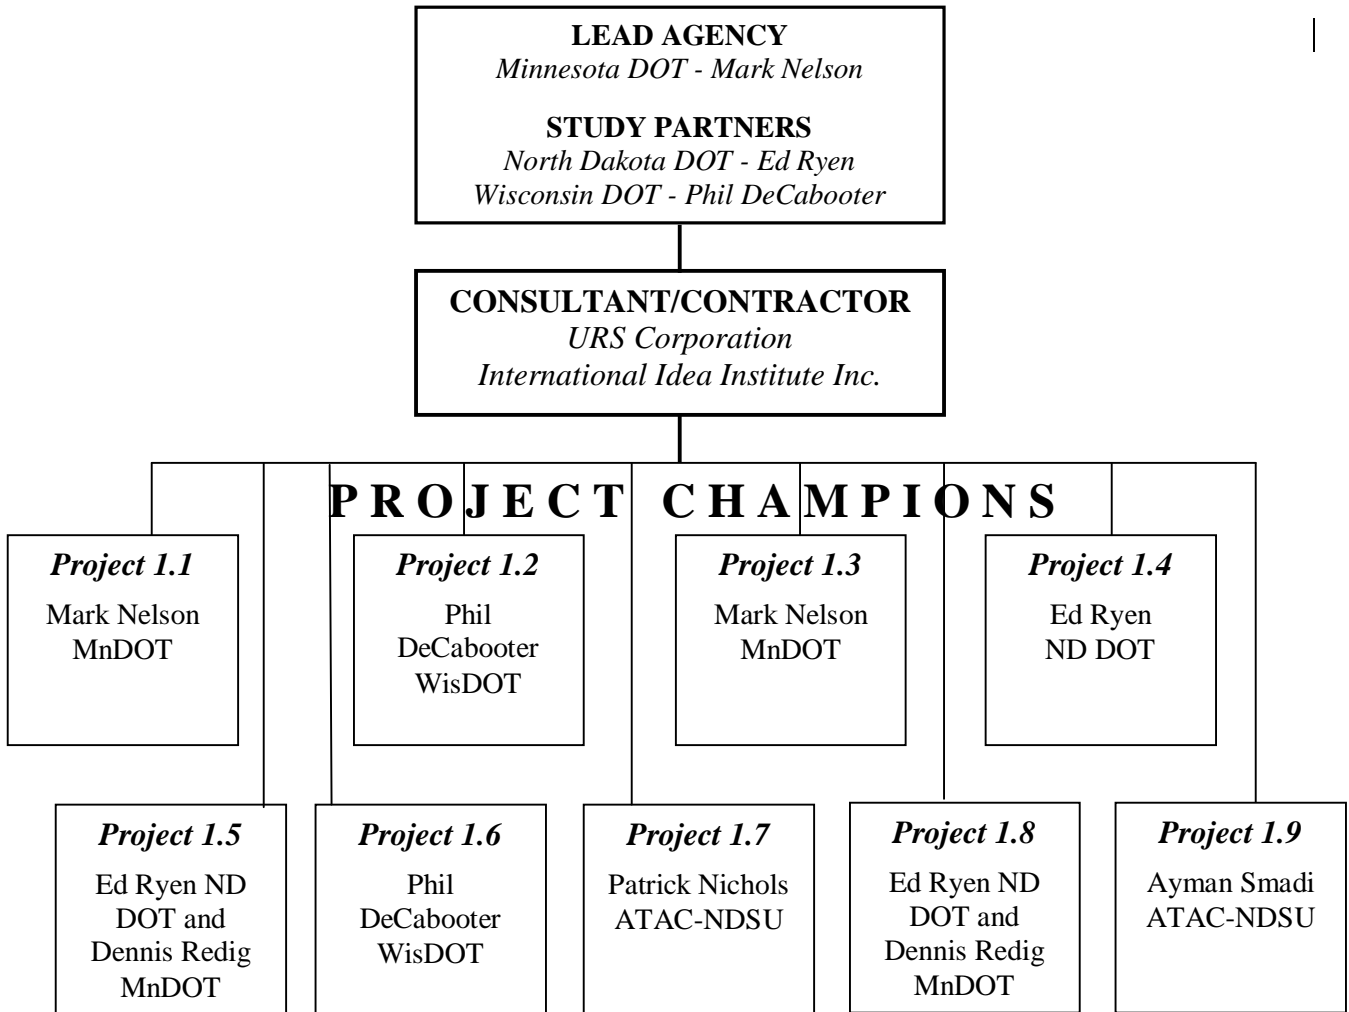 LEAD AGENCY
Minnesota DOT - Mark Nelson
STUDY PARTNERS
North Dakota DOT - Ed Ryen
Wisconsin DOT - Phil DeCabooter
CONSULTANT/CONTRACTOR
URS Corporation
International Idea Institute Inc.
PROJECT CHAMPIONS
Project 1.1
Mark Nelson
MnDOT
Project 1.2
Phil
DeCabooter
WisDOT
Project 1.3
Mark Nelson
MnDOT
Project 1.4
Ed Ryen
ND DOT
Project 1.5
Ed Ryen ND
DOT and
Dennis Redig
MnDOT
Project 1.6
Phil
DeCabooter
WisDOT
Project 1.7
Patrick Nichols
ATAC-NDSU
Project 1.8
Ed Ryen ND
DOT and
Dennis Redig
MnDOT
Project 1.9
Ayman Smadi
ATAC-NDSU